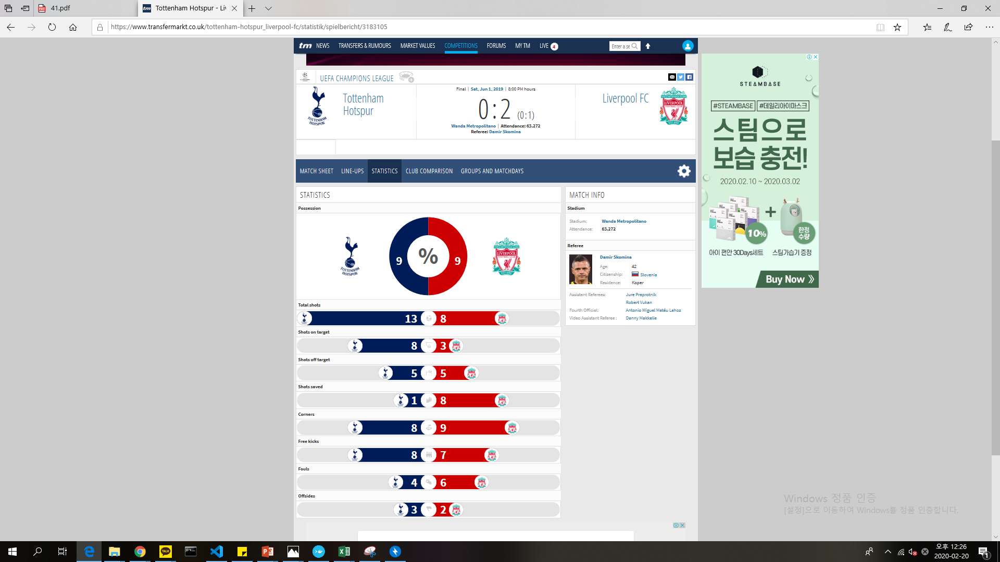 41.pdf
Tottenham Hotspur - Liv
https://www.transfermarkt.co.uk/tottenham-hotspur_liverpool-fc/statistik/spielbericht/3183105
tm NEWS TRANSFERS & RUMOURS MARKET VALUES COMPETITIONS FORUMS MY TM LIVE 4 Enter a se
UEFA CHAMPIONS LEAGUE
Tottenham Hotspur
TOTTENHAM HOTSPUR
Final | Sat, Jun 1, 2019 | 8:00 PM hours
0:2 (0:1)
Wanda Metropolitano | Attendance: 63.272
Referee: Damir Skomina
Liverpool FC
MATCH SHEET LINE-UPS STATISTICS CLUB COMPARISON GROUPS AND MATCHDAYS
STATISTICS
Possession
TOTTENHAM HOTSPUR
9 % 9
LIVERPOOL
Total shots
13 8
Shots on target
8 3
Shots off target
5 5
Shots saved
1 8
Corners
8 9
Free kicks
8 7
Fouls
4 6
Offsides
3 2
MATCH INFO
Stadium
Stadium: Wanda Metropolitano
Attendance: 63.272
Referee
Damir Skomina
Age: 42
Citizenship: Slovenia
Residence: Koper
Assistant Referees: Jure Praprotnik
Robert Vukan
Fourth Official: Antonio Miguel Matéu Lahoz
Video Assistant Referee : Danny Makkelie
STEAMBASE
#STEAMBASE #데일리아이마스크
스팀으로
보습 충전!
2020.02.10 ~ 2020.03.02
10%
한정
수량
아이 편안 30Days세트 스팀가습기 증정
Buy Now
Windows 정품 인증
[설정]으로 이동하여 Windows를 정품 인증합니다.
TALK
오후 12:26
2020-02-20
1